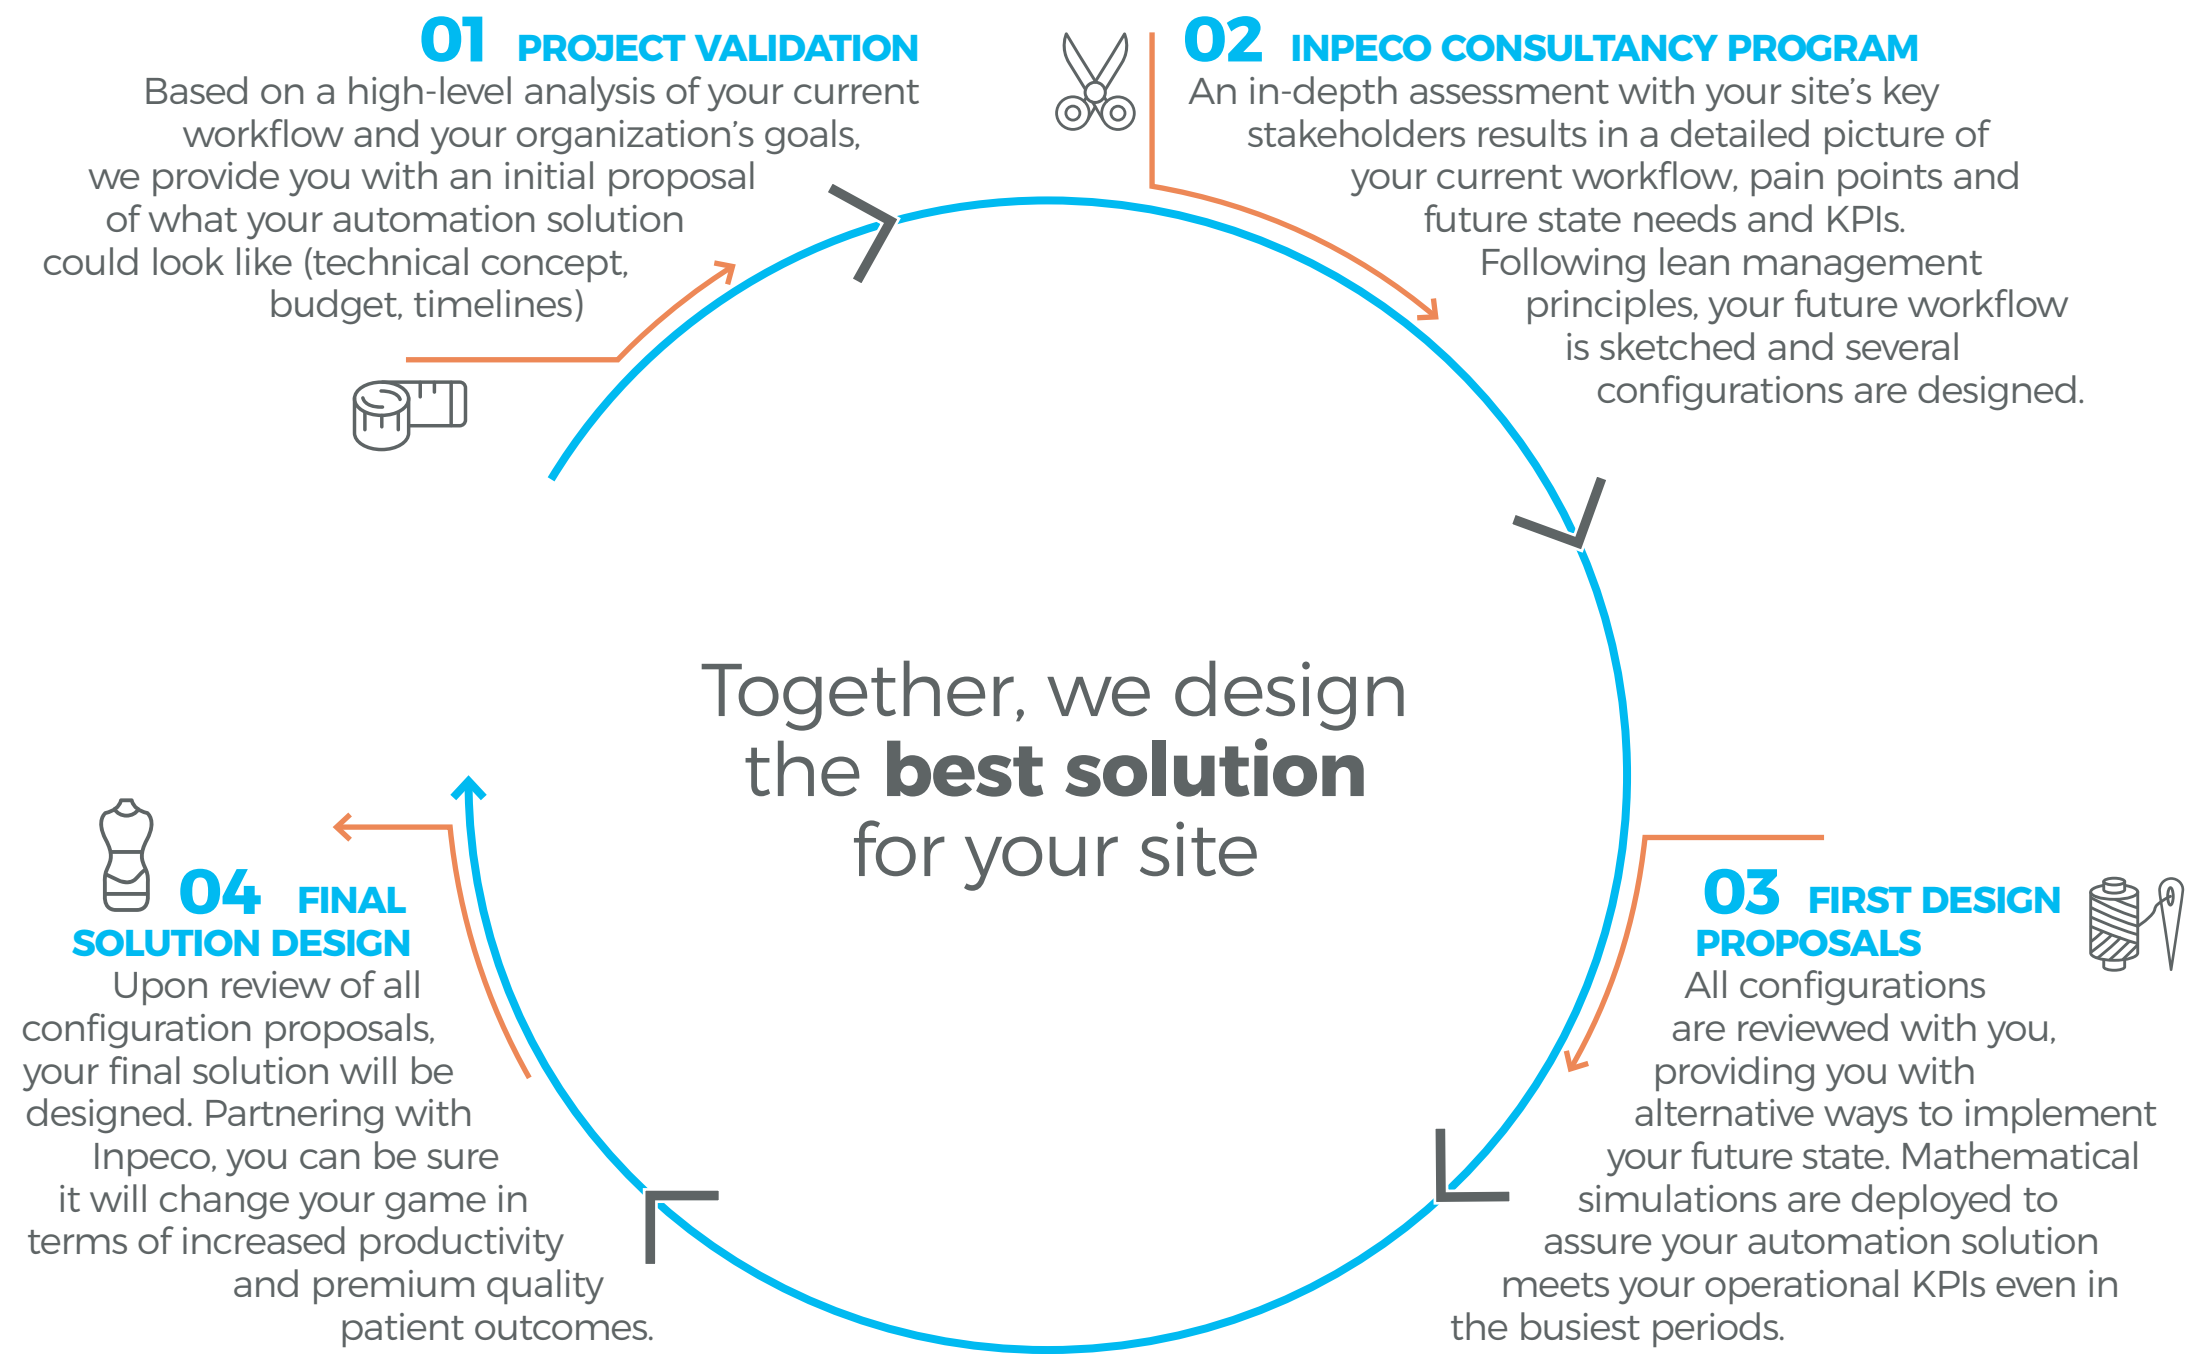 01 PROJECT VALIDATION
Based on a high-level analysis of your current
workflow and your organization's goals,
we provide you with an initial proposal
of what your automation solution
could look like (technical concept,
budget, timelines)
02 INPECO CONSULTANCY PROGRAM
An in-depth assessment with your site's key
stakeholders results in a detailed picture of
your current workflow, pain points and
future state needs and KPIs.
Following lean management
principles, your future workflow
is sketched and several
configurations are designed.
Together, we design
the best solution
for your site
03 FIRST DESIGN
PROPOSALS
All configurations
are reviewed with you,
providing you with
alternative ways to implement
your future state. Mathematical
simulations are deployed to
assure your automation solution
meets your operational KPIs even in
the busiest periods.
04 FINAL
SOLUTION DESIGN
Upon review of all
configuration proposals,
your final solution will be
designed. Partnering with
Inpeco, you can be sure
it will change your game in
terms of increased productivity
and premium quality
patient outcomes.